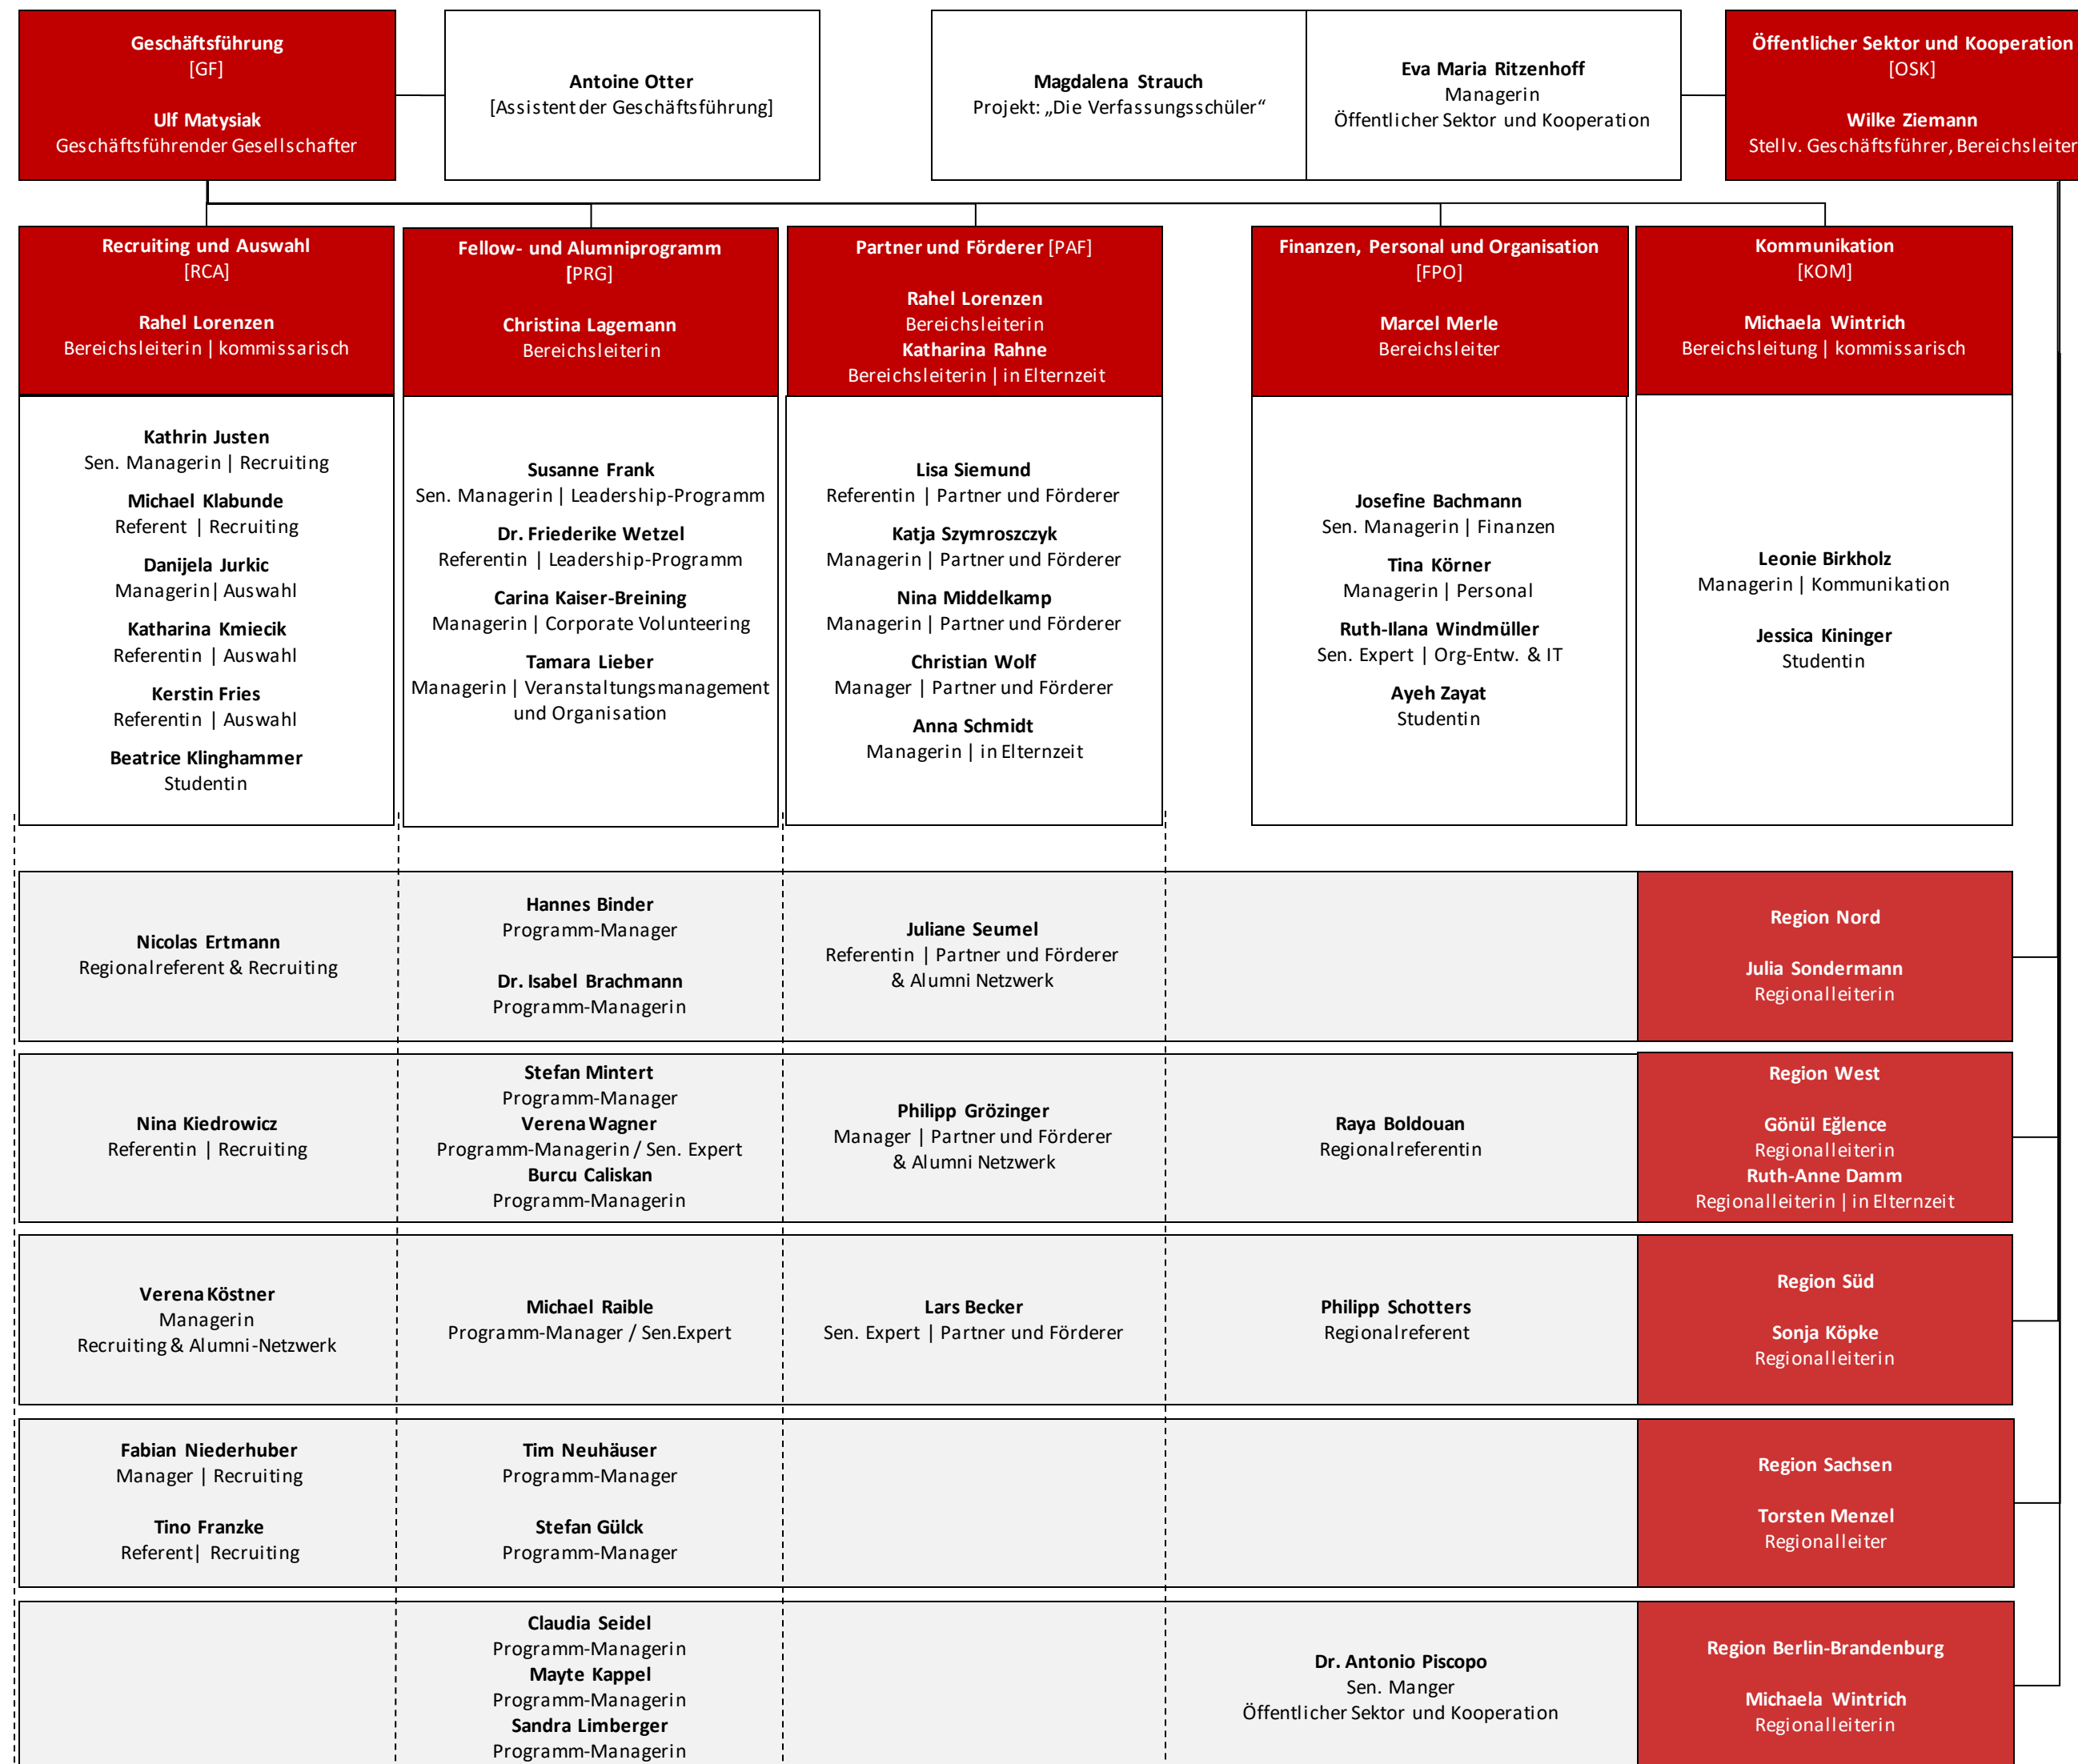 Geschäftsführung
[GF]
Ulf Matysiak
Geschäftsführender Gesellschafter
Antoine Otter
[Assistent der Geschäftsführung]
Magdalena Strauch
Projekt: „Die Verfassungsschüler“
Eva Maria Ritzenhoff
Managerin
Öffentlicher Sektor und Kooperation
Öffentlicher Sektor und Kooperation
[OSK]
Wilke Ziemann
Stellv. Geschäftsführer, Bereichsleiter
Recruiting und Auswahl
[RCA]
Rahel Lorenzen
Bereichsleiterin | kommissarisch
Fellow- und Alumniprogramm
[PRG]
Christina Lagemann
Bereichsleiterin
Partner und Förderer [PAF]
Rahel Lorenzen
Bereichsleiterin
Katharina Rahne
Bereichsleiterin | in Elternzeit
Finanzen, Personal und Organisation
[FPO]
Marcel Merle
Bereichsleiter
Kommunikation
[KOM]
Michaela Wintrich
Bereichsleitung | kommissarisch
Kathrin Justen
Sen. Managerin | Recruiting
Michael Klabunde
Referent | Recruiting
Danijela Jurkic
Managerin| Auswahl
Katharina Kmiecik
Referentin | Auswahl
Kerstin Fries
Referentin | Auswahl
Beatrice Klinghammer
Studentin
Susanne Frank
Sen. Managerin | Leadership-Programm
Dr. Friederike Wetzel
Referentin | Leadership-Programm
Carina Kaiser-Breining
Managerin | Corporate Volunteering
Tamara Lieber
Managerin | Veranstaltungsmanagement
und Organisation
Lisa Siemund
Referentin | Partner und Förderer
Katja Szymroszczyk
Managerin | Partner und Förderer
Nina Middelkamp
Managerin | Partner und Förderer
Christian Wolf
Manager | Partner und Förderer
Anna Schmidt
Managerin | in Elternzeit
Josefine Bachmann
Sen. Managerin | Finanzen
Tina Körner
Managerin | Personal
Ruth-Ilana Windmüller
Sen. Expert | Org-Entw. & IT
Ayeh Zayat
Studentin
Leonie Birkholz
Managerin | Kommunikation
Jessica Kininger
Studentin
Nicolas Ertmann
Regionalreferent & Recruiting
Hannes Binder
Programm-Manager
Dr. Isabel Brachmann
Programm-Managerin
Juliane Seumel
Referentin | Partner und Förderer
& Alumni Netzwerk
Region Nord
Julia Sondermann
Regionalleiterin
Nina Kiedrowicz
Referentin | Recruiting
Stefan Mintert
Programm-Manager
Verena Wagner
Programm-Managerin / Sen. Expert
Burcu Caliskan
Programm-Managerin
Philipp Grözinger
Manager | Partner und Förderer
& Alumni Netzwerk
Raya Boldouan
Regionalreferentin
Region West
Gönül Eğlence
Regionalleiterin
Ruth-Anne Damm
Regionalleiterin | in Elternzeit
Verena Köstner
Managerin
Recruiting & Alumni-Netzwerk
Michael Raible
Programm-Manager / Sen.Expert
Lars Becker
Sen. Expert | Partner und Förderer
Philipp Schotters
Regionalreferent
Region Süd
Sonja Köpke
Regionalleiterin
Fabian Niederhuber
Manager | Recruiting
Tino Franzke
Referent| Recruiting
Tim Neuhäuser
Programm-Manager
Stefan Gülck
Programm-Manager
Region Sachsen
Torsten Menzel
Regionalleiter
Claudia Seidel
Programm-Managerin
Mayte Kappel
Programm-Managerin
Sandra Limberger
Programm-Managerin
Dr. Antonio Piscopo
Sen. Manger
Öffentlicher Sektor und Kooperation
Region Berlin-Brandenburg
Michaela Wintrich
Regionalleiterin